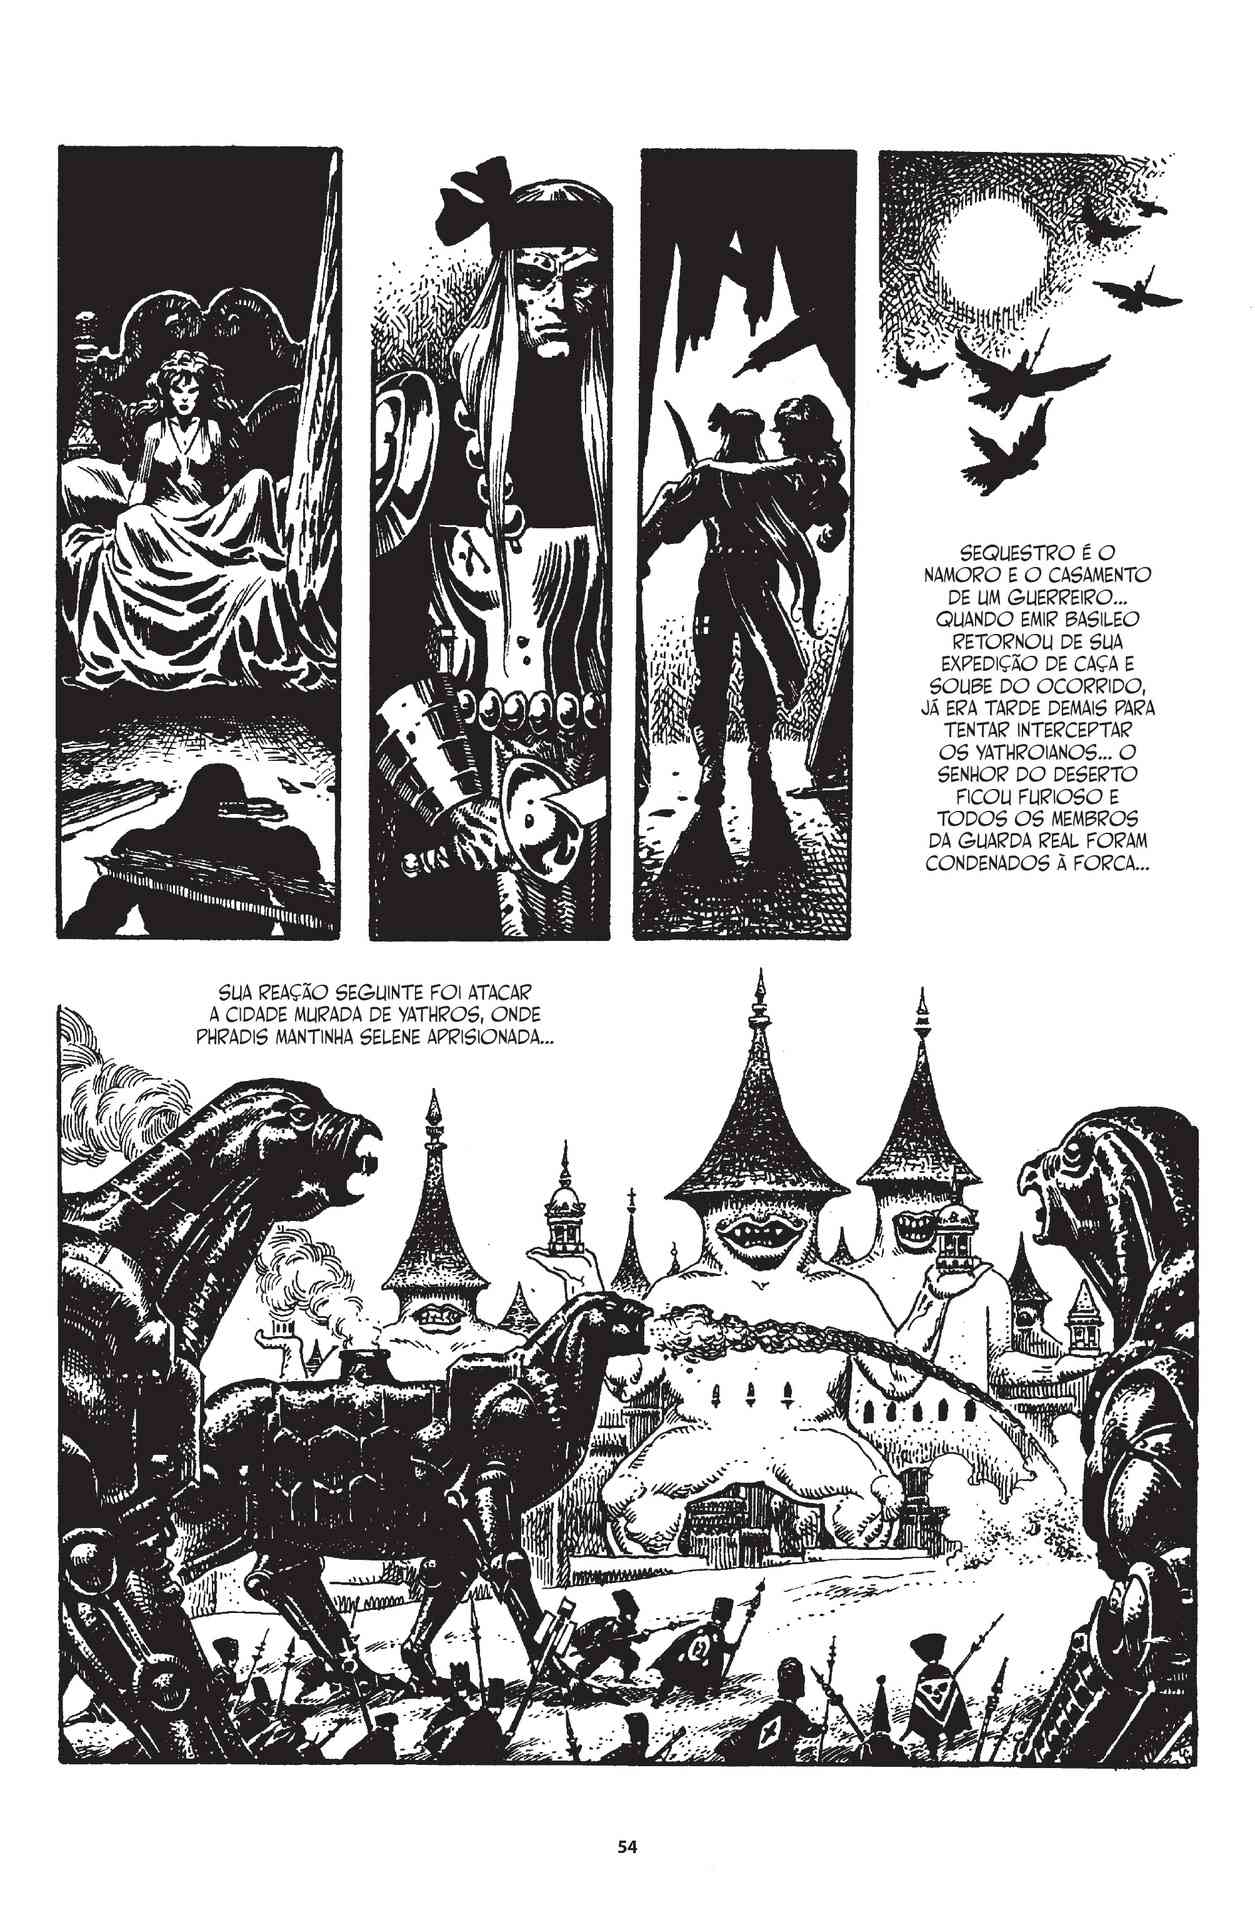 SEQUESTRO É O
NAMORO E O CASAMENTO
DE UM GUERREIRO...
QUANDO EMIR BASILEO
RETORNOU DE SUA
EXPEDIÇÃO DE CAÇA E
SOUBE DO OCORRIDO,
JÁ ERA TARDE DEMAIS PARA
TENTAR INTERCEPTAR
OS YATHROIANOS... O
SENHOR DO DESERTO
FICOU FURIOSO E
TODOS OS MEMBROS
DA GUARDA REAL FORAM
CONDENADOS À FORCA...
SUA REAÇÃO SEGUINTE FOI ATACAR
A CIDADE MURADA DE YATHROS, ONDE
PHRADIS MANTINHA SELENE APRISIONADA...
54